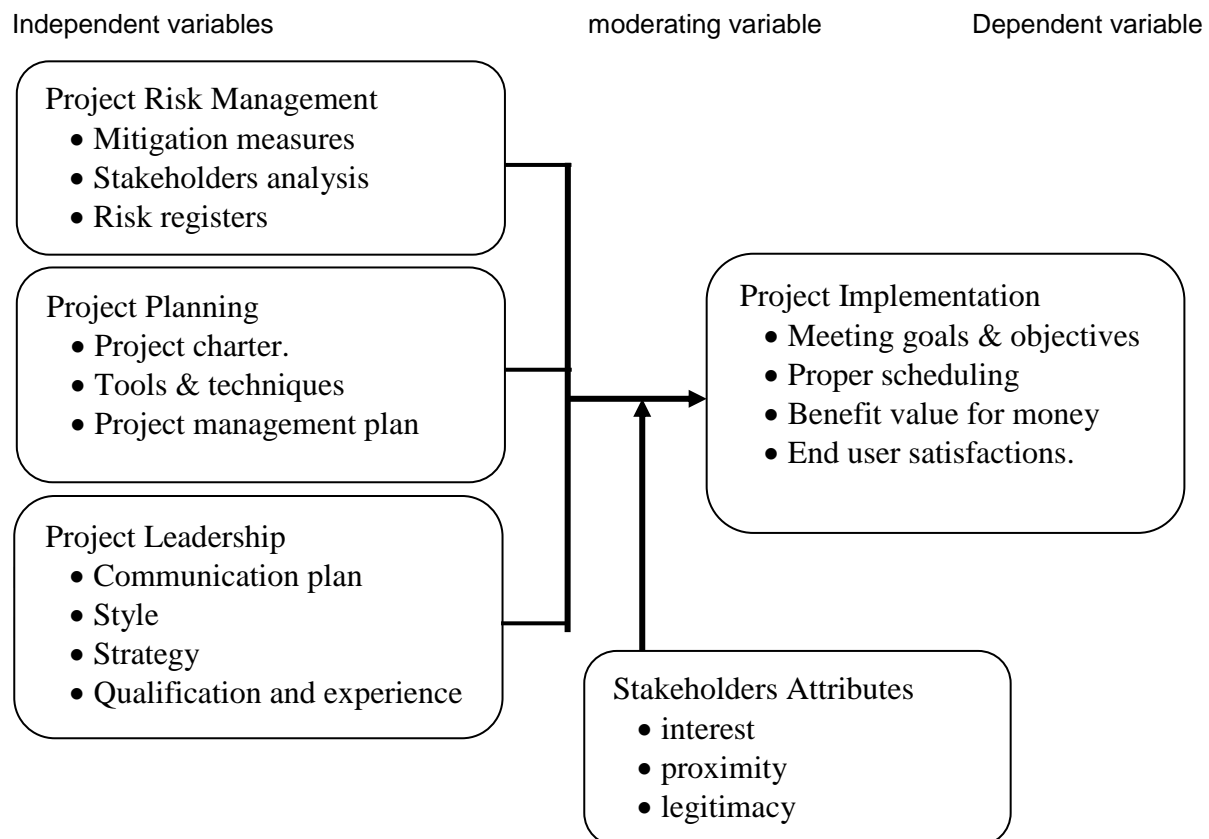 Independent variables
moderating variable
Dependent variable
Project Risk Management
• Mitigation measures
• Stakeholders analysis
• Risk registers
Project Planning
• Project charter.
• Tools & techniques
• Project management plan
Project Leadership
• Communication plan
• Style
• Strategy
• Qualification and experience
Project Implementation
• Meeting goals & objectives
• Proper scheduling
• Benefit value for money
• End user satisfactions.
Stakeholders Attributes
• interest
• proximity
• legitimacy